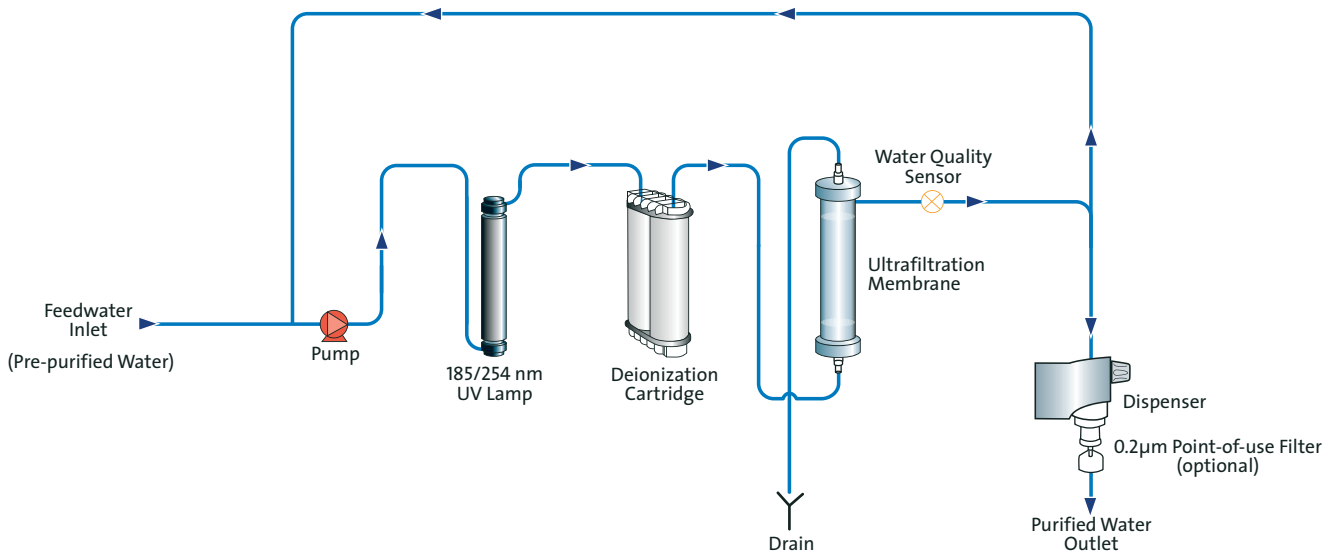 Feedwater
Inlet
(Pre-purified Water)
Pump
185/254 nm
UV Lamp
Deionization
Cartridge
Water Quality
Sensor
Ultrafiltration
Membrane
Drain
Dispenser
0.2µm Point-of-use Filter
(optional)
Purified Water
Outlet